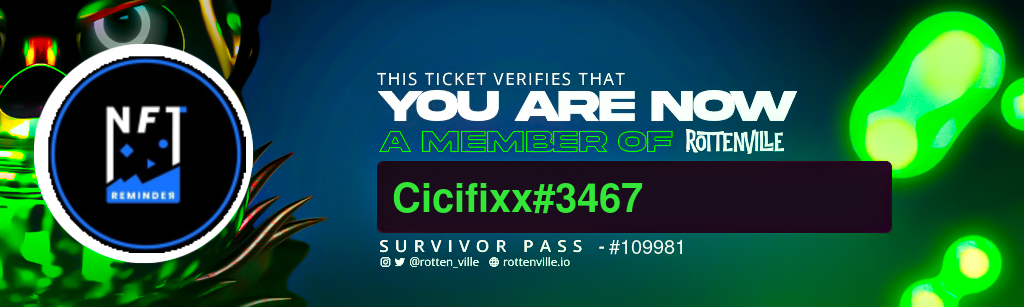 NFT
REMINDER
THIS TICKET VERIFIES THAT
YOU ARE NOW
A MEMBER OF ROTTENVILLE
Cicifixx#3467
SURVIVOR PASS - #109981
@rotten_ville rottenville.io